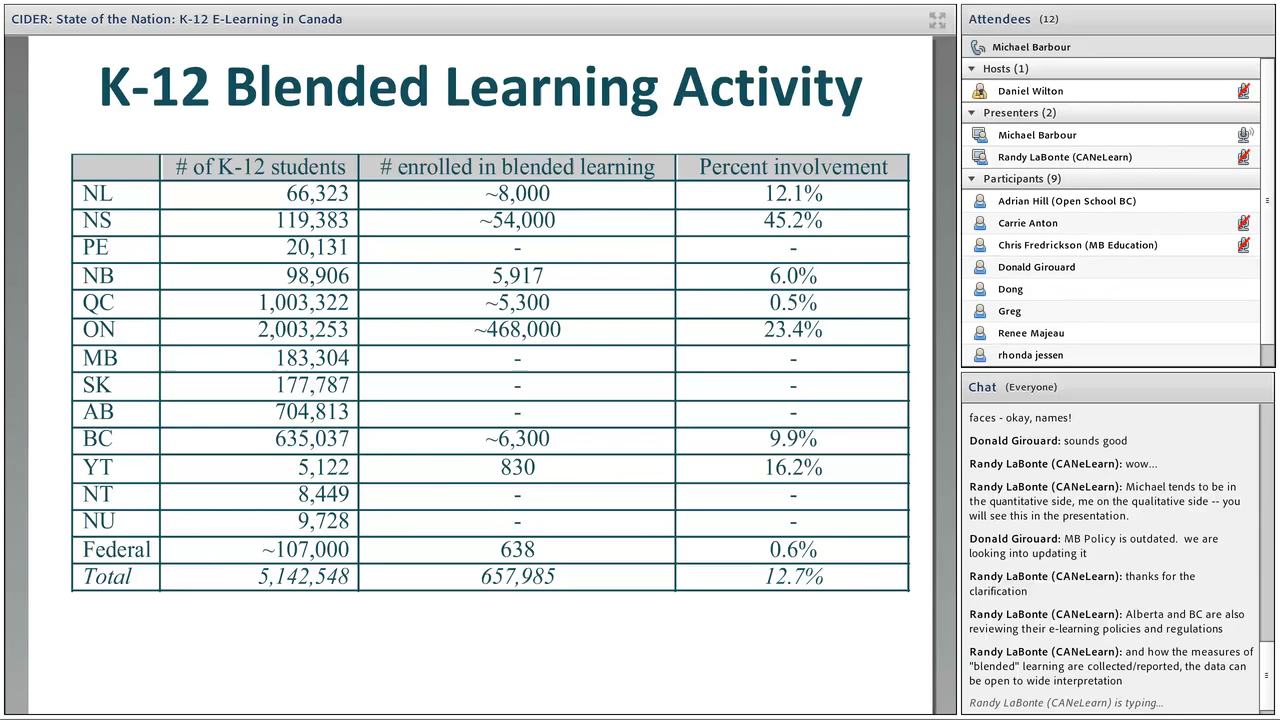 CIDER: State of the Nation: K-12 E-Learning in Canada
K-12 Blended Learning Activity
# of K-12 students # enrolled in blended learning Percent involvement
NL 66,323 ~8,000 12.1%
NS 119,383 ~54,000 45.2%
PE 20,131 - -
NB 98,906 5,917 6.0%
QC 1,003,322 ~5,300 0.5%
ON 2,003,253 ~468,000 23.4%
MB 183,304 - -
SK 177,787 - -
AB 704,813 - -
BC 635,037 ~6,300 9.9%
YT 5,122 830 16.2%
NT 8,449 - -
NU 9,728 - -
Federal ~107,000 638 0.6%
Total 5,142,548 657,985 12.7%
Attendees (12)
Michael Barbour
Hosts (1)
Daniel Wilton
Presenters (2)
Michael Barbour
Randy LaBonte (CANeLearn)
Participants (9)
Adrian Hill (Open School BC)
Carrie Anton
Chris Fredrickson (MB Education)
Donald Girouard
Dong
Greg
Renee Majeau
rhonda jessen
Chat (Everyone)
faces - okay, names!
Donald Girouard: sounds good
Randy LaBonte (CANeLearn): wow...
Randy LaBonte (CANeLearn): Michael tends to be in
the quantitative side, me on the qualitative side -- you
will see this in the presentation.
Donald Girouard: MB Policy is outdated. we are
looking into updating it
Randy LaBonte (CANeLearn): thanks for the
clarification
Randy LaBonte (CANeLearn): Alberta and BC are also
reviewing their e-learning policies and regulations
Randy LaBonte (CANeLearn): and how the measures of
"blended" learning are collected/reported, the data can
be open to wide interpretation
Randy LaBonte (CANeLearn) is typing...